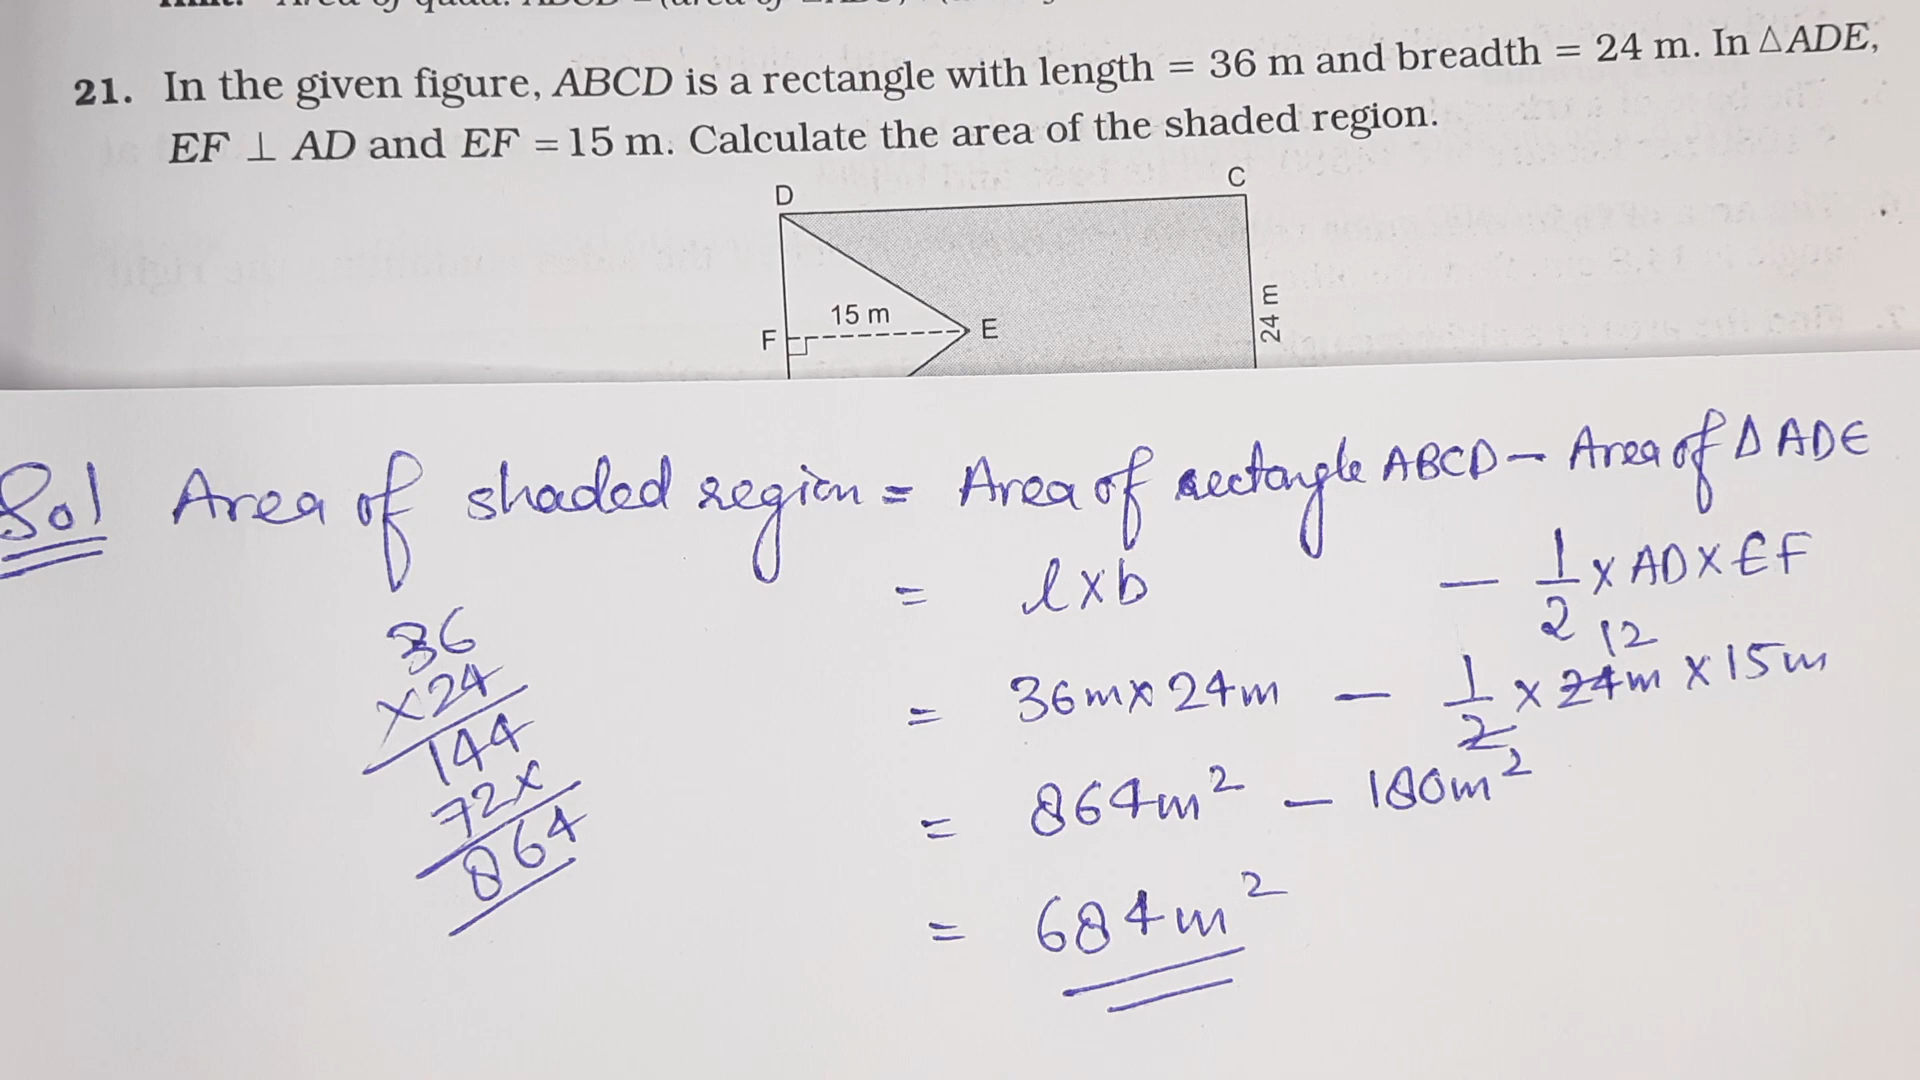 21. In the given figure, ABCD is a rectangle with length = 36 m and breadth = 24 m. In △ADE,
EF ⊥ AD and EF = 15 m. Calculate the area of the shaded region.
D
C
15 m
F
E
24 m
Sol Area of shaded region = Area of rectangle ABCD - Area of Δ ADE
= l x b - 1/2 x AD x EF
= 36m x 24m - 1/2 x 24m x 15m
12
= 864m² - 180m²
= 684m²
36
x24
144
72x
864